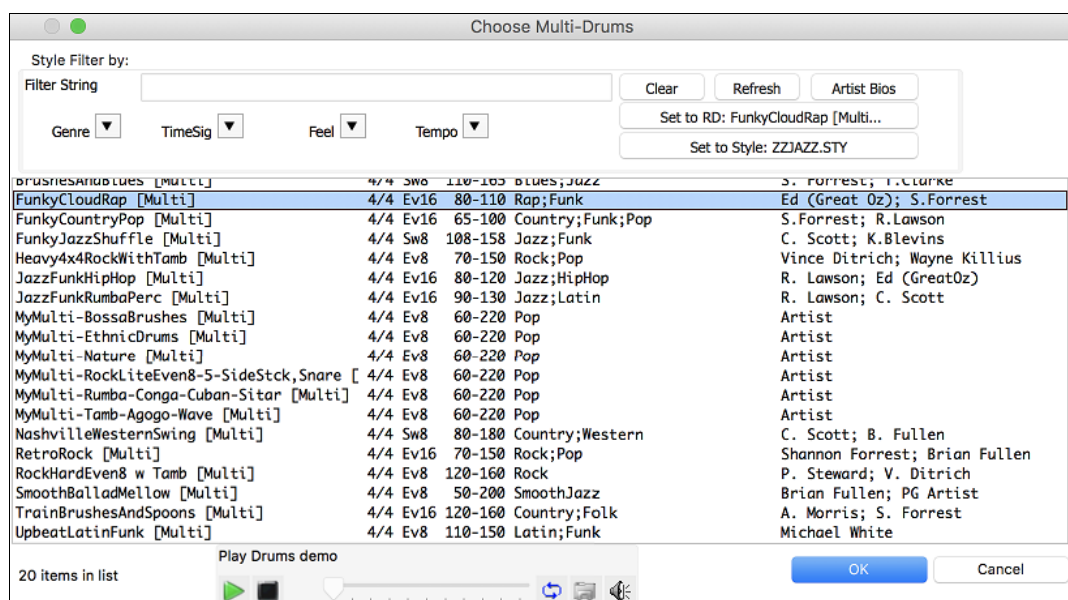 Choose Multi-Drums
Style Filter by:
Filter String
Clear
Refresh
Artist Bios
Genre
TimeSig
Feel
Tempo
Set to RD: FunkyCloudRap [Multi...
Set to Style: ZZJAZZ.STY
BrushesAndBlues [Multi] 4/4 Sw8 110-165 Blues;Jazz S. Forrest; T.Clarke
FunkyCloudRap [Multi] 4/4 Ev16 80-110 Rap;Funk Ed (Great Oz); S.Forrest
FunkyCountryPop [Multi] 4/4 Ev16 65-100 Country;Funk;Pop S.Forrest; R.Lawson
FunkyJazzShuffle [Multi] 4/4 Sw8 108-158 Jazz;Funk C. Scott; K.Blevins
Heavy4x4RockWithTamb [Multi] 4/4 Ev8 70-150 Rock;Pop Vince Ditrich; Wayne Killius
JazzFunkHipHop [Multi] 4/4 Ev16 80-120 Jazz;HipHop R. Lawson; Ed (GreatOz)
JazzFunkRumbaPerc [Multi] 4/4 Ev16 90-130 Jazz;Latin R. Lawson; C. Scott
MyMulti-BossaBrushes [Multi] 4/4 Ev8 60-220 Pop Artist
MyMulti-EthnicDrums [Multi] 4/4 Ev8 60-220 Pop Artist
MyMulti-Nature [Multi] 4/4 Ev8 60-220 Pop Artist
MyMulti-RockLiteEven8-5-SideStck,Snare [ 4/4 Ev8 60-220 Pop Artist
MyMulti-Rumba-Conga-Cuban-Sitar [Multi] 4/4 Ev8 60-220 Pop Artist
MyMulti-Tamb-Agogo-Wave [Multi] 4/4 Ev8 60-220 Pop Artist
NashvilleWesternSwing [Multi] 4/4 Sw8 80-180 Country;Western C. Scott; B. Fullen
RetroRock [Multi] 4/4 Ev16 70-150 Rock;Pop Shannon Forrest; Brian Fullen
RockHardEven8 w Tamb [Multi] 4/4 Ev8 120-160 Rock P. Steward; V. Ditrich
SmoothBalladMellow [Multi] 4/4 Ev8 50-200 SmoothJazz Brian Fullen; PG Artist
TrainBrushesAndSpoons [Multi] 4/4 Ev16 120-160 Country;Folk A. Morris; S. Forrest
UpbeatLatinFunk [Multi] 4/4 Ev8 110-150 Latin;Funk Michael White
20 items in list
Play Drums demo
OK
Cancel